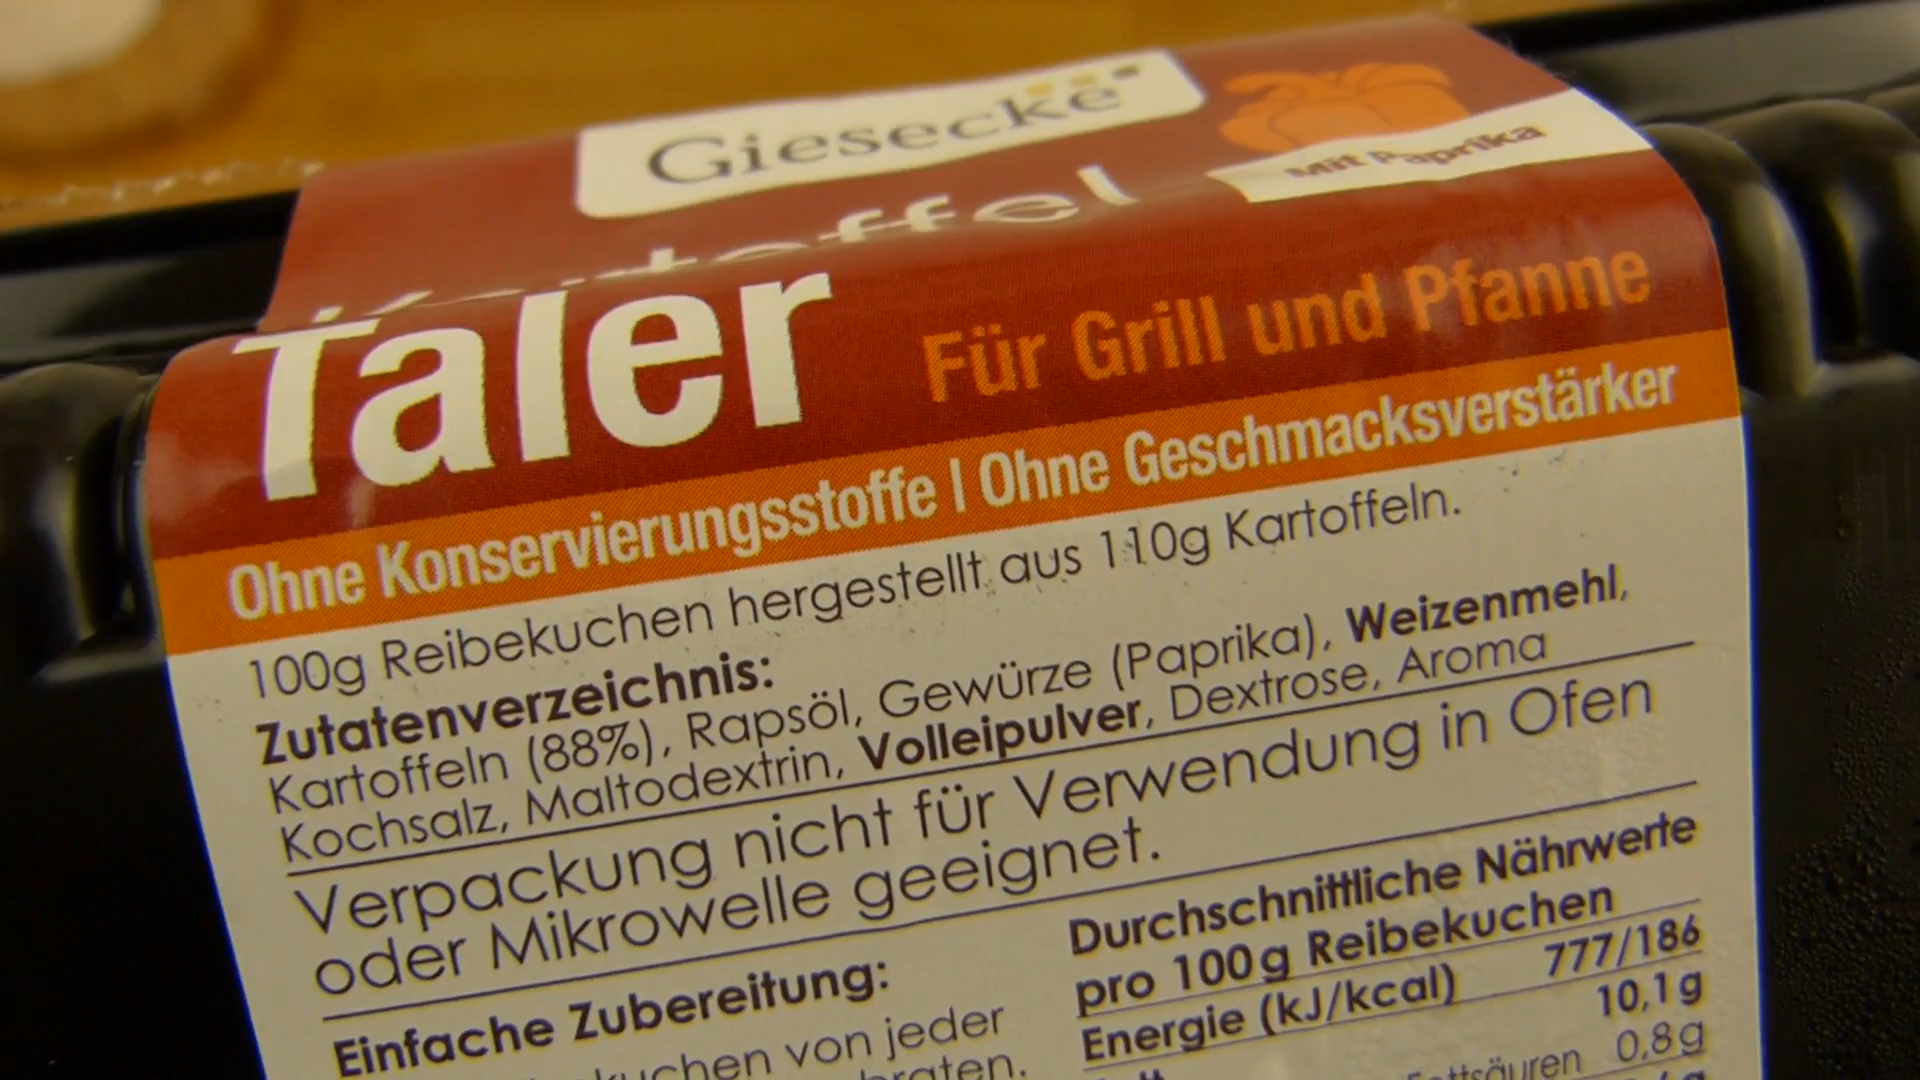 Giesecke
Mit Paprika
Kartoffel
Taler
Für Grill und Pfanne
Ohne Konservierungsstoffe | Ohne Geschmacksverstärker
100g Reibekuchen hergestellt aus 110g Kartoffeln.
Zutatenverzeichnis:
Kartoffeln (88%), Rapsöl, Gewürze (Paprika), Weizenmehl,
Kochsalz, Maltodextrin, Volleipulver, Dextrose, Aroma
Verpackung nicht für Verwendung in Ofen
oder Mikrowelle geeignet.
Einfache Zubereitung:
von jeder
Durchschnittliche Nährwerte
pro 100g Reibekuchen
Energie (kJ/kcal) 777/186
10,1g
0,8g